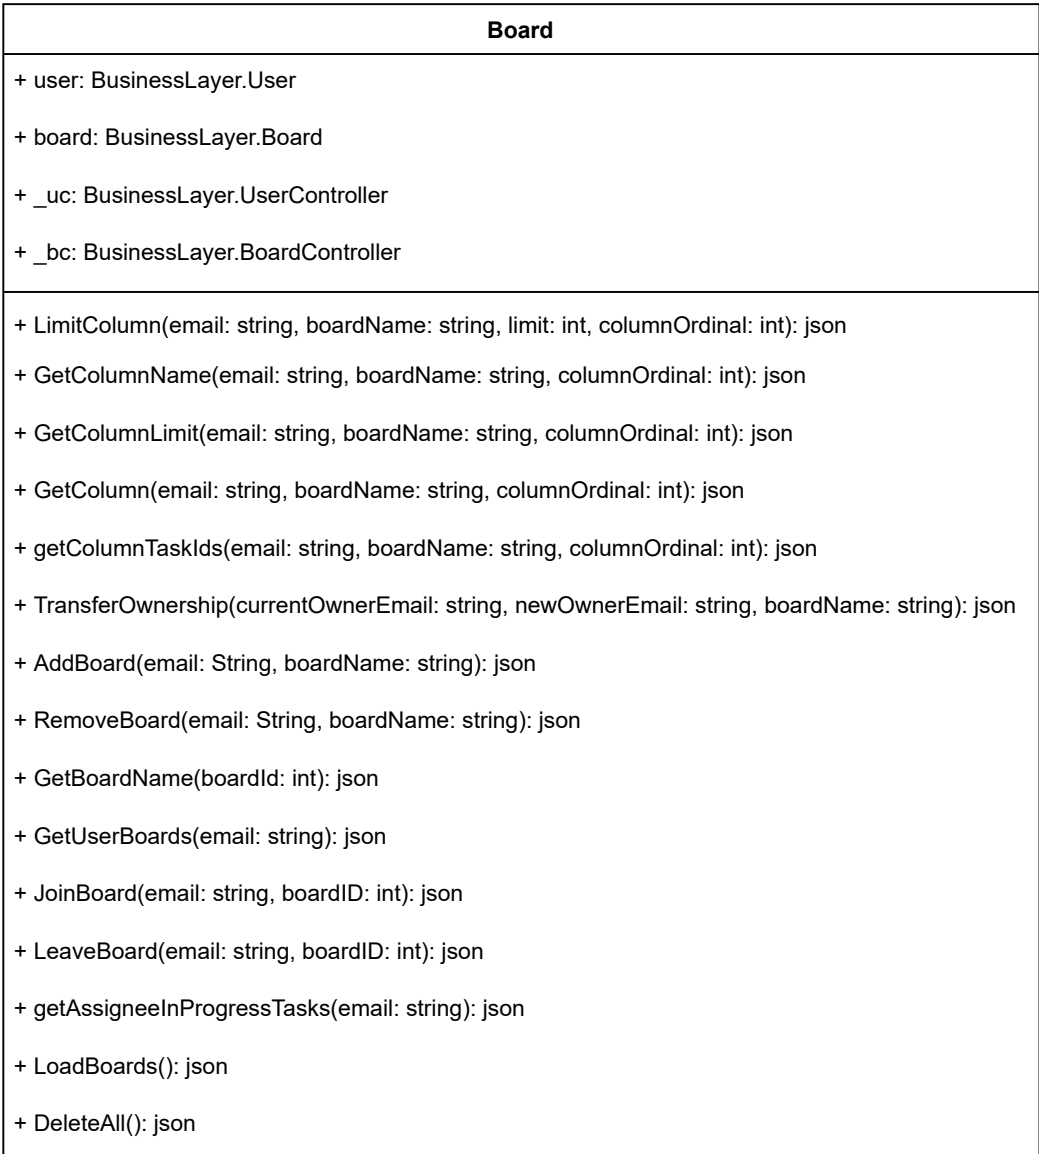 Board
+ user: BusinessLayer.User
+ board: BusinessLayer.Board
+ _uc: BusinessLayer.UserController
+ _bc: BusinessLayer.BoardController
+ LimitColumn(email: string, boardName: string, limit: int, columnOrdinal: int): json
+ GetColumnName(email: string, boardName: string, columnOrdinal: int): json
+ GetColumnLimit(email: string, boardName: string, columnOrdinal: int): json
+ GetColumn(email: string, boardName: string, columnOrdinal: int): json
+ getColumnTaskIds(email: string, boardName: string, columnOrdinal: int): json
+ TransferOwnership(currentOwnerEmail: string, newOwnerEmail: string, boardName: string): json
+ AddBoard(email: String, boardName: string): json
+ RemoveBoard(email: String, boardName: string): json
+ GetBoardName(boardId: int): json
+ GetUserBoards(email: string): json
+ JoinBoard(email: string, boardID: int): json
+ LeaveBoard(email: string, boardID: int): json
+ getAssigneeInProgressTasks(email: string): json
+ LoadBoards(): json
+ DeleteAll(): json